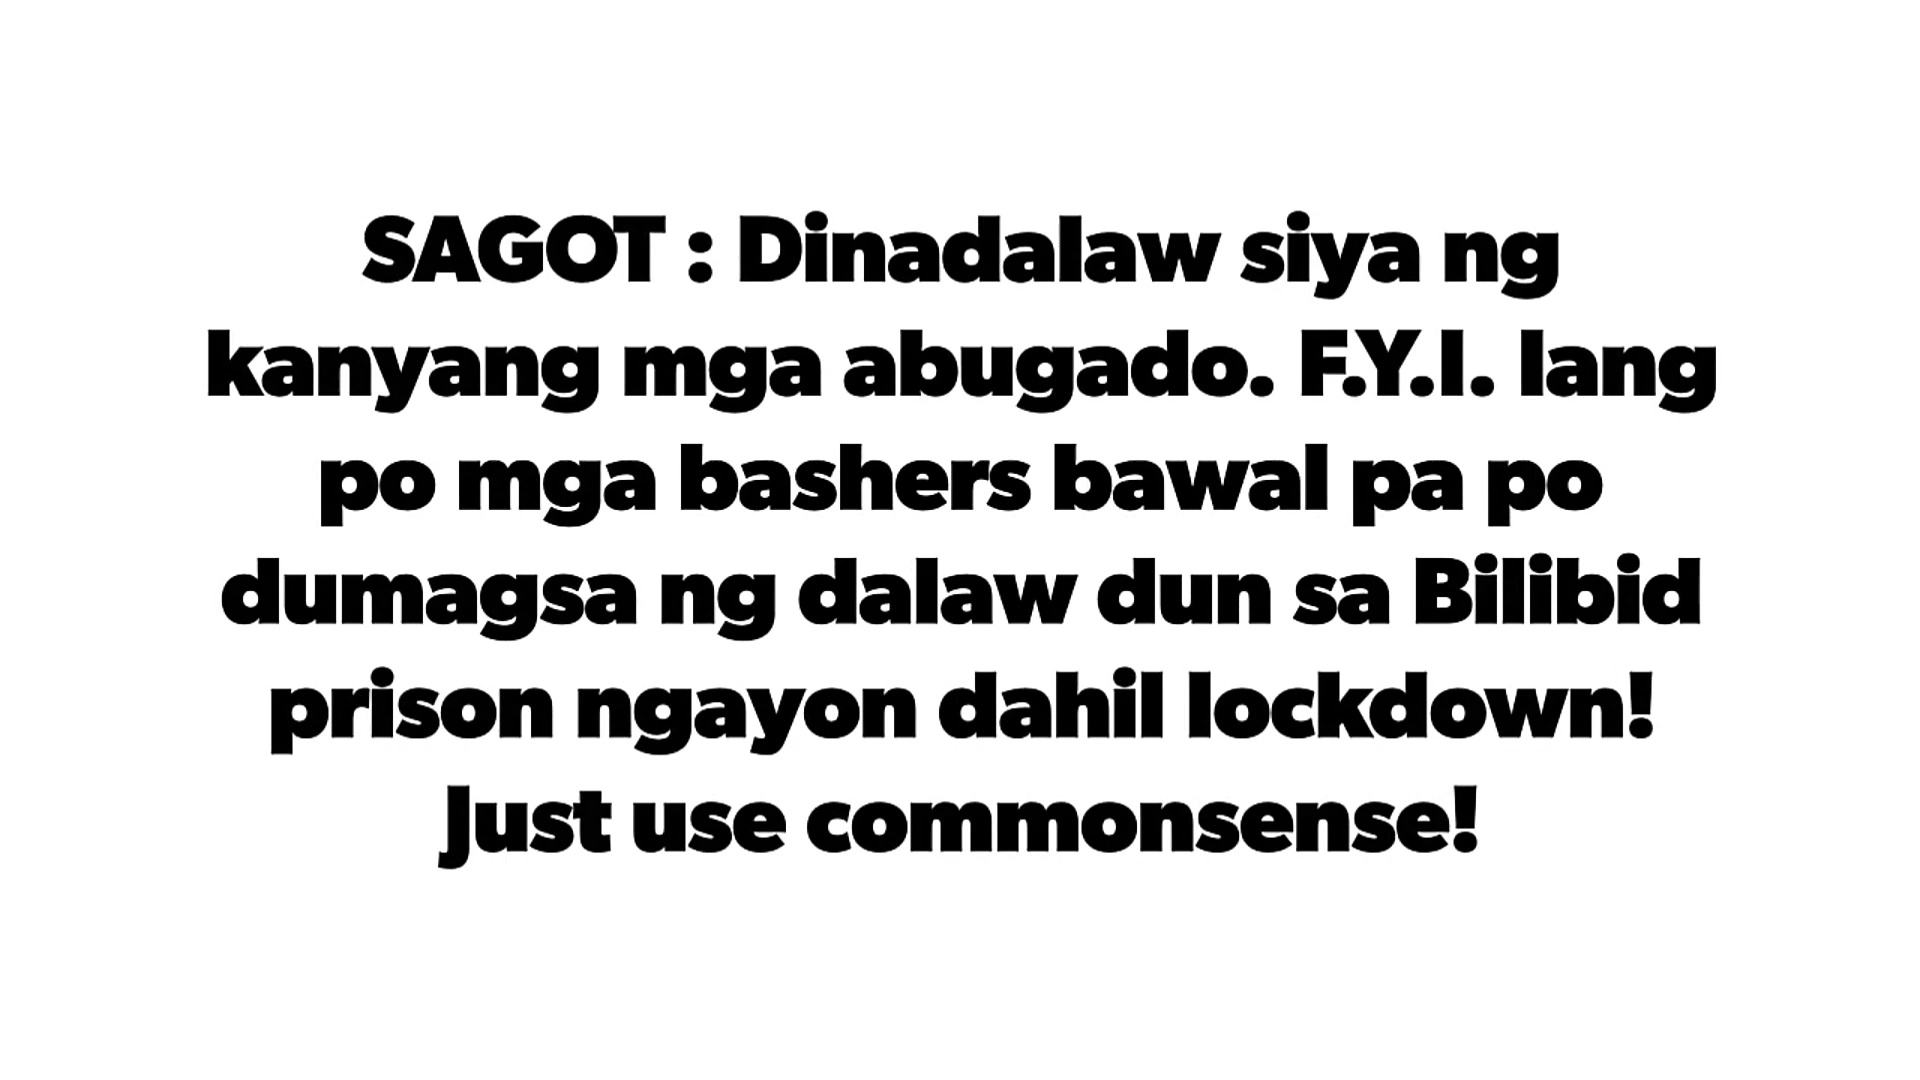 SAGOT : Dinadalaw siya ng
kanyang mga abugado. F.Y.I. lang
po mga bashers bawal pa po
dumagsa ng dalaw dun sa Bilibid
prison ngayon dahil lockdown!
Just use commonsense!